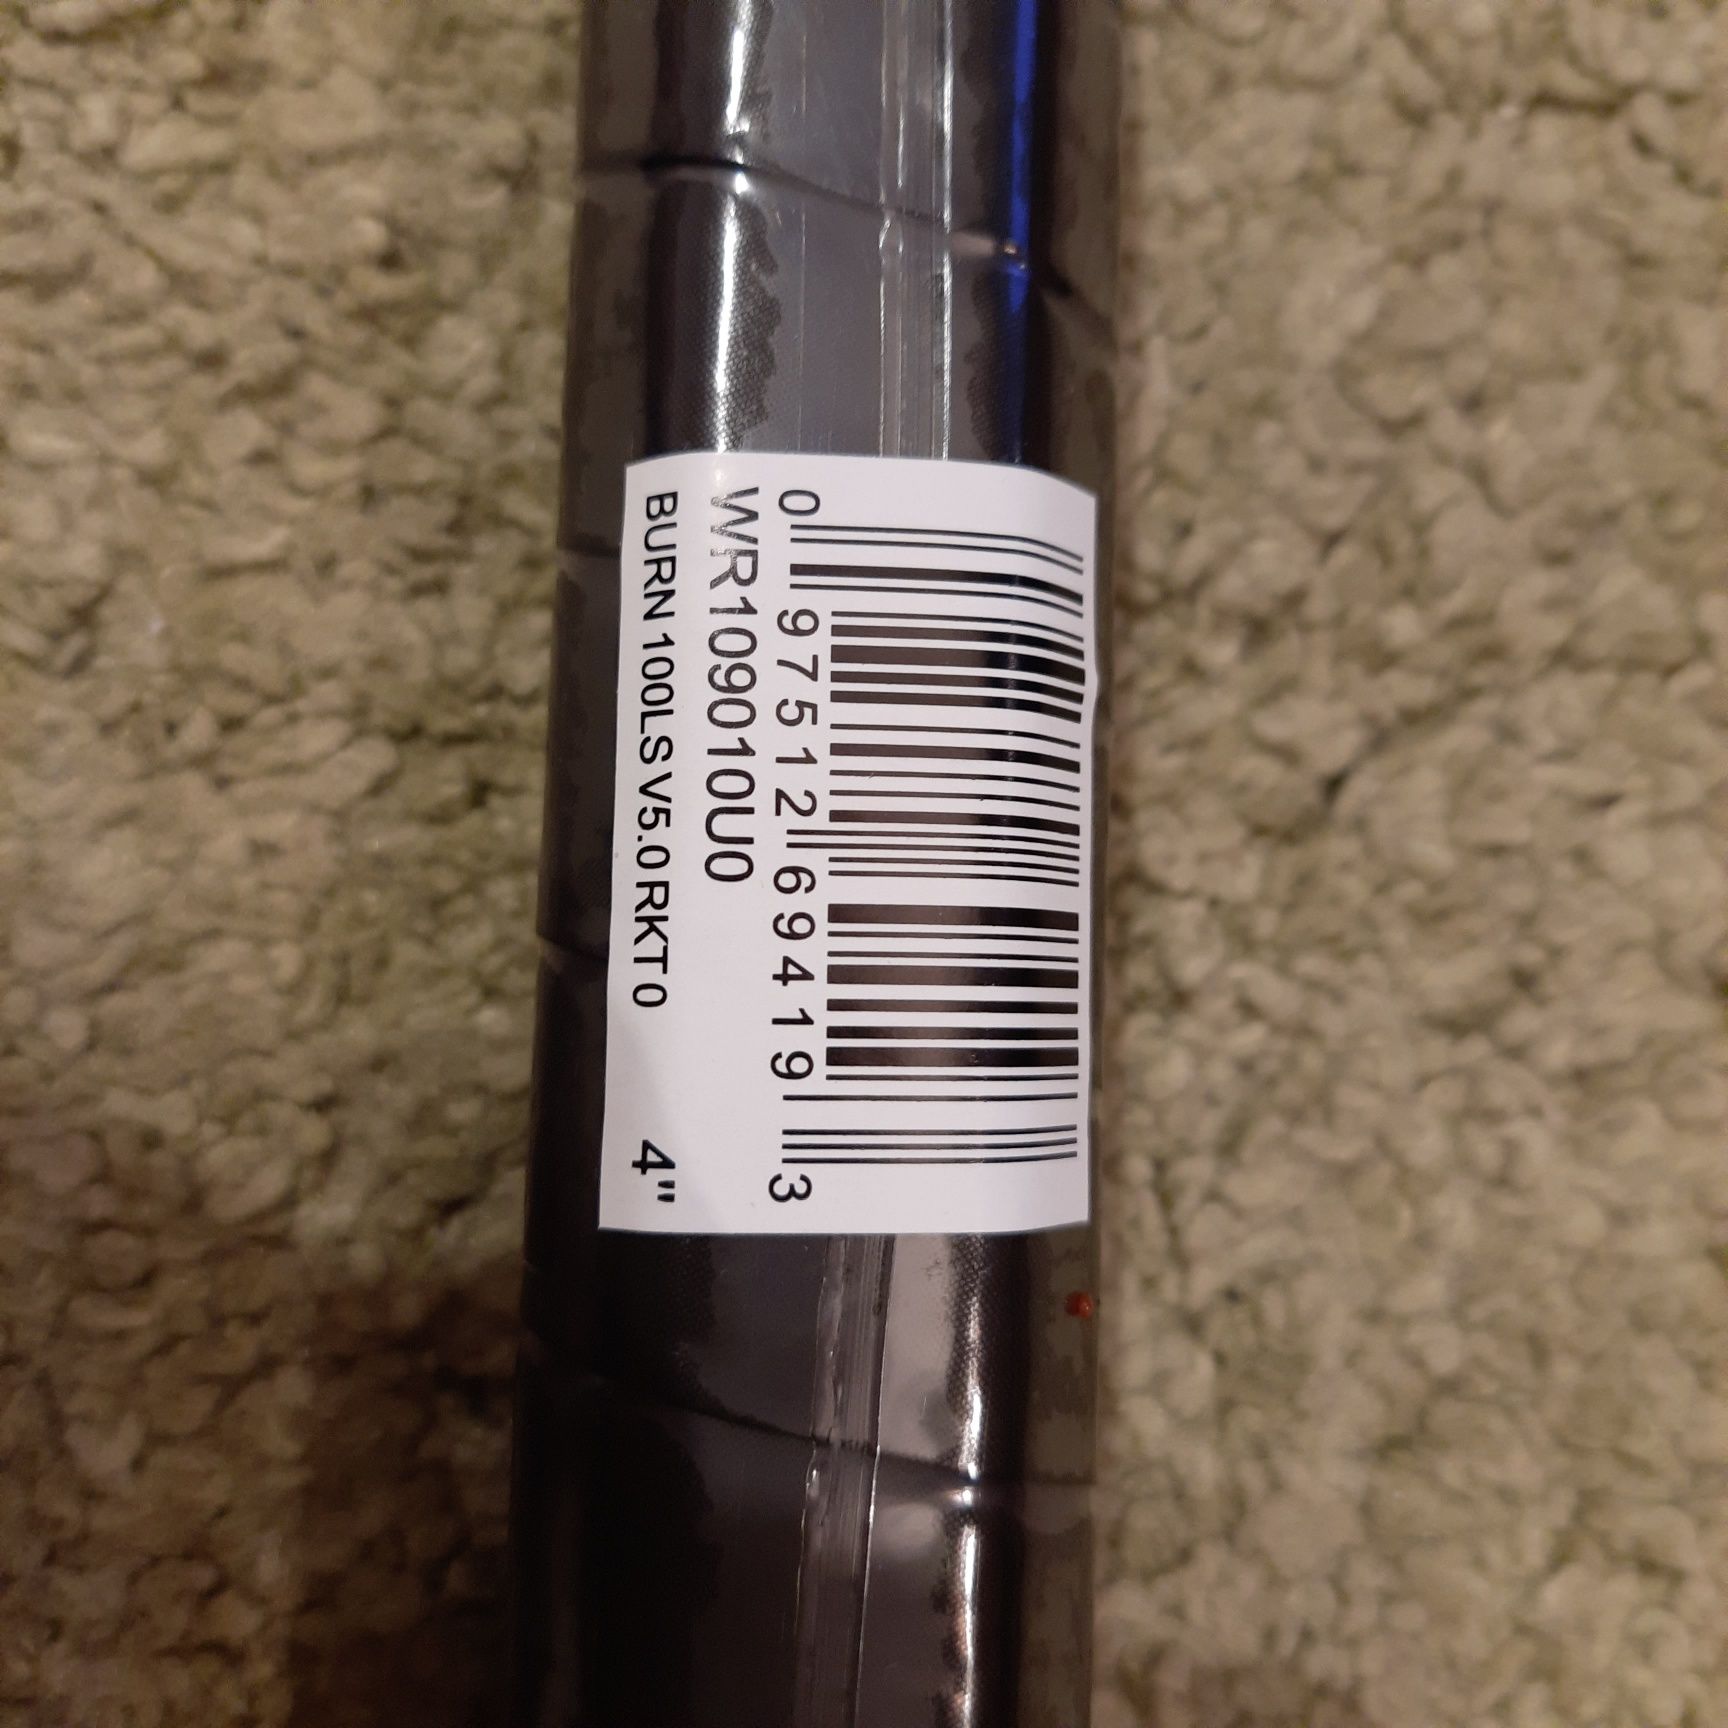 0 97512 69419 3
WR109010U0
BURN 100LS V5.0 RKT 0 4"